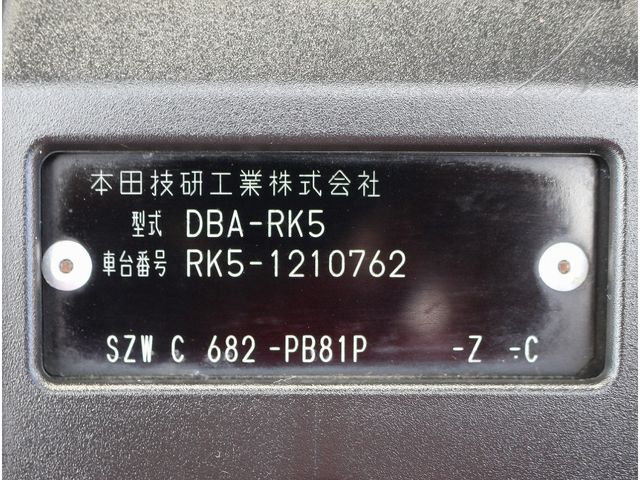 本田技研工業株式会社
型式 DBA-RK5
車台番号 RK5-1210762
SZW C 682-PB81P -Z -C